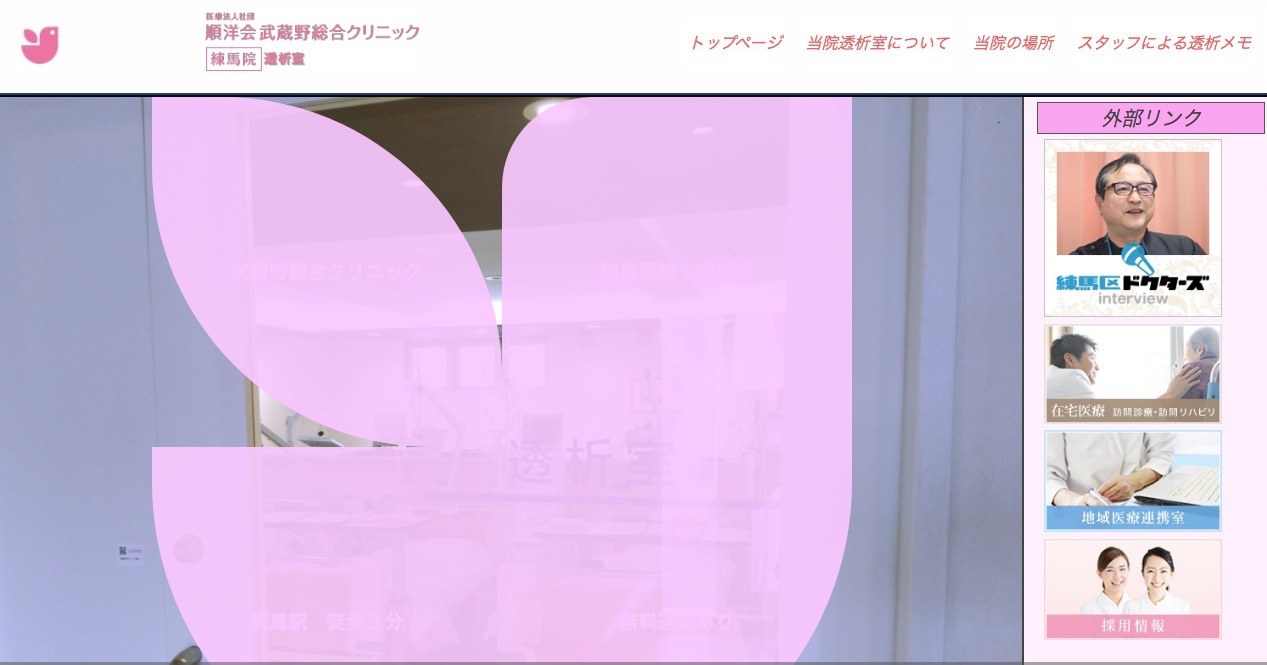 医療法人社団
順洋会 武蔵野総合クリニック
練馬院 透析室
トップページ 当院透析室について 当院の場所 スタッフによる透析メモ
外部リンク
武蔵野総合クリニック
透析室
練馬駅 徒歩3分
無料送迎あり
練馬区ドクターズ
interview
在宅医療 訪問診療・訪問リハビリ
地域医療連携室
採用情報